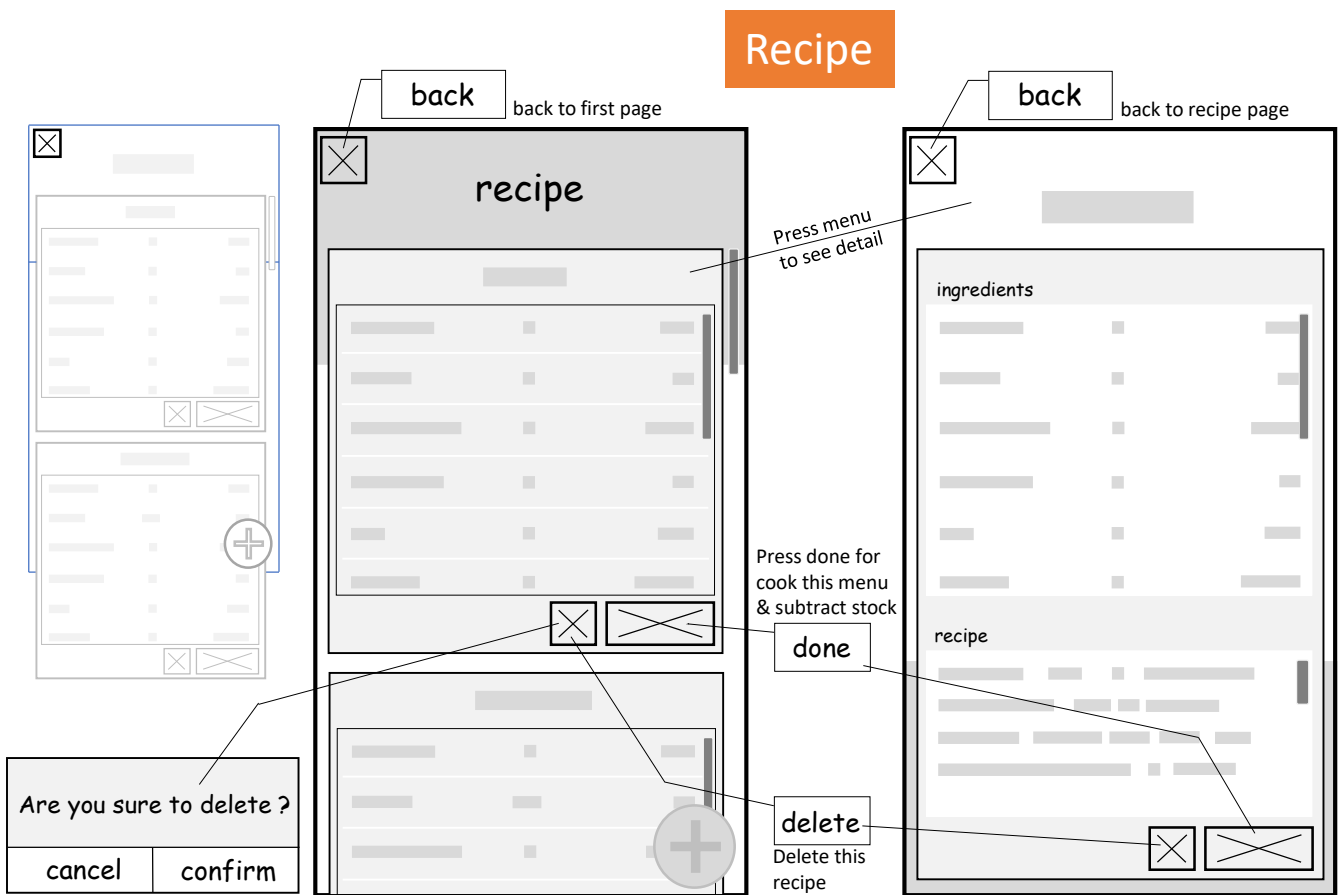 Recipe
back
back to first page
recipe
Press menu
to see detail
Press done for
cook this menu
& subtract stock
done
Are you sure to delete ?
cancel
confirm
delete
Delete this
recipe
back
back to recipe page
ingredients
recipe